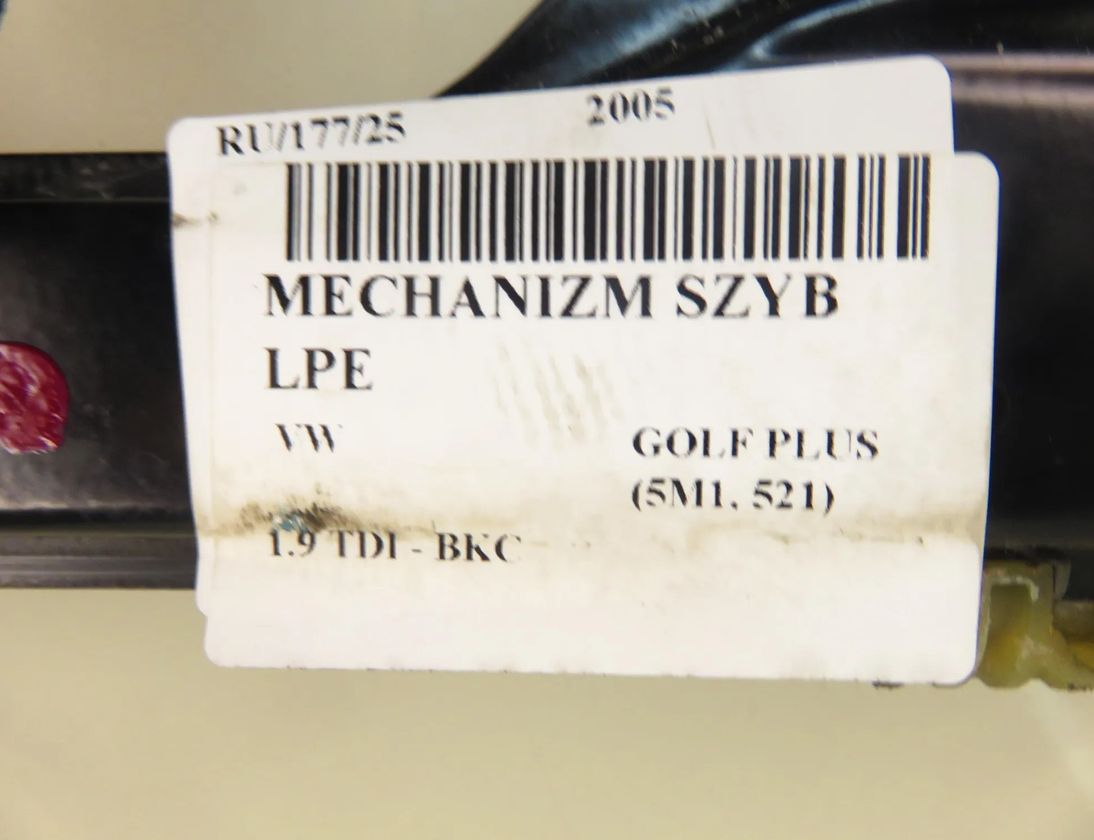 RU/177/25 2005
MECHANIZM SZYB
LPE
VW GOLF PLUS
(5M1, 521)
1.9 TDI - BKC